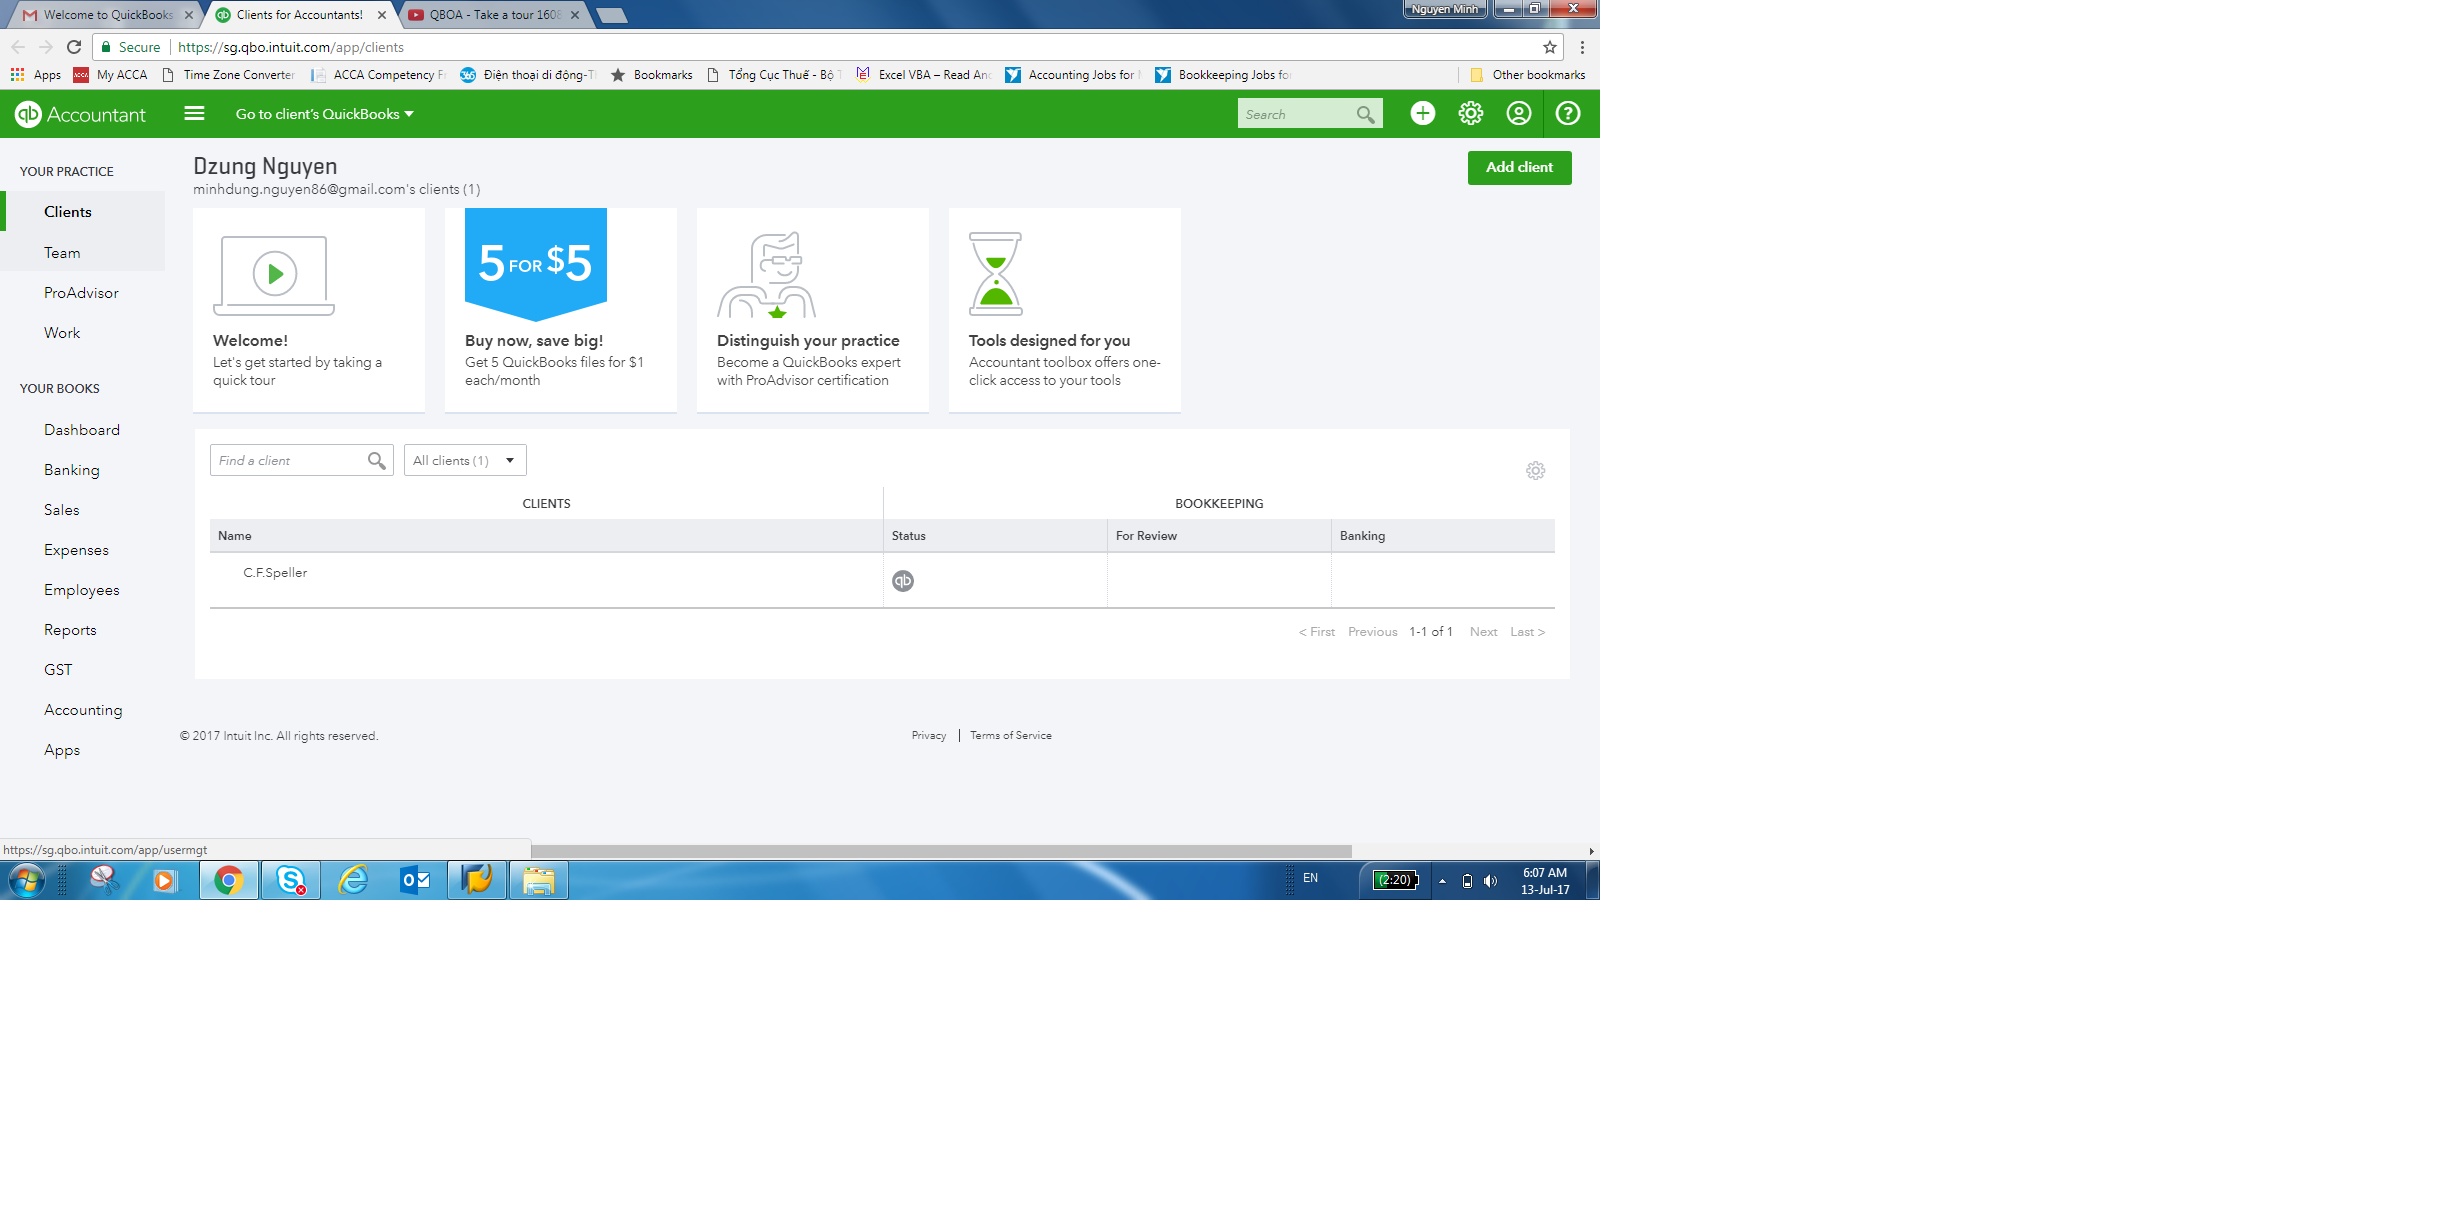 Welcome to QuickBooks
Clients for Accountants!
QBOA - Take a tour 1608
Nguyen Minh
Secure
https://sg.qbo.intuit.com/app/clients
Apps
My ACCA
Time Zone Converter
ACCA Competency Fr
Điện thoại di động-Tl
Bookmarks
Tổng Cục Thuế - Bộ T
Excel VBA – Read And
Accounting Jobs for
Bookkeeping Jobs for
Other bookmarks
qb Accountant
Go to client's QuickBooks
Search
YOUR PRACTICE
Clients
Team
ProAdvisor
Work
YOUR BOOKS
Dashboard
Banking
Sales
Expenses
Employees
Reports
GST
Accounting
Apps
Dzung Nguyen
minhdung.nguyen86@gmail.com's clients (1)
Add client
Welcome!
Let's get started by taking a
quick tour
5 FOR $5
Buy now, save big!
Get 5 QuickBooks files for $1
each/month
Distinguish your practice
Become a QuickBooks expert
with ProAdvisor certification
Tools designed for you
Accountant toolbox offers one-
click access to your tools
Find a client
All clients (1)
CLIENTS
BOOKKEEPING
Name
Status
For Review
Banking
C.F.Speller
qb
< First Previous 1-1 of 1 Next Last >
© 2017 Intuit Inc. All rights reserved.
Privacy
Terms of Service
https://sg.qbo.intuit.com/app/usermgt
EN
(2:20)
6:07 AM
13-Jul-17